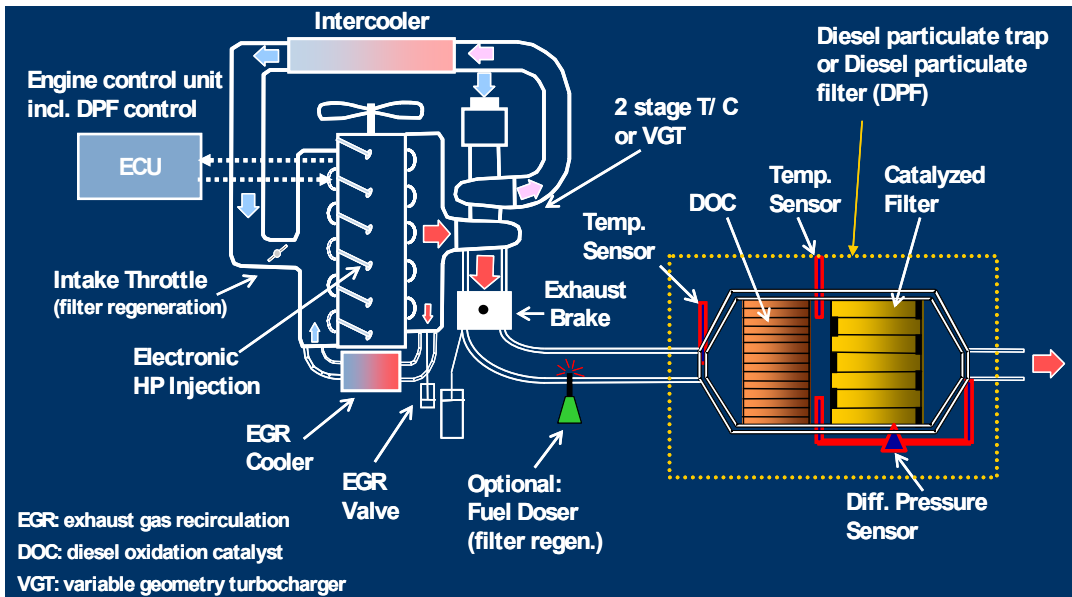 Intercooler
Engine control unit
incl. DPF control
ECU
2 stage T/ C
or VGT
Diesel particulate trap
or Diesel particulate
filter (DPF)
Temp.
Sensor
DOC
Temp.
Sensor
Catalyzed
Filter
Intake Throttle
(filter regeneration)
Exhaust
Brake
Electronic
HP Injection
EGR
Cooler
EGR
Valve
Optional:
Fuel Doser
(filter regen.)
Diff. Pressure
Sensor
EGR: exhaust gas recirculation
DOC: diesel oxidation catalyst
VGT: variable geometry turbocharger